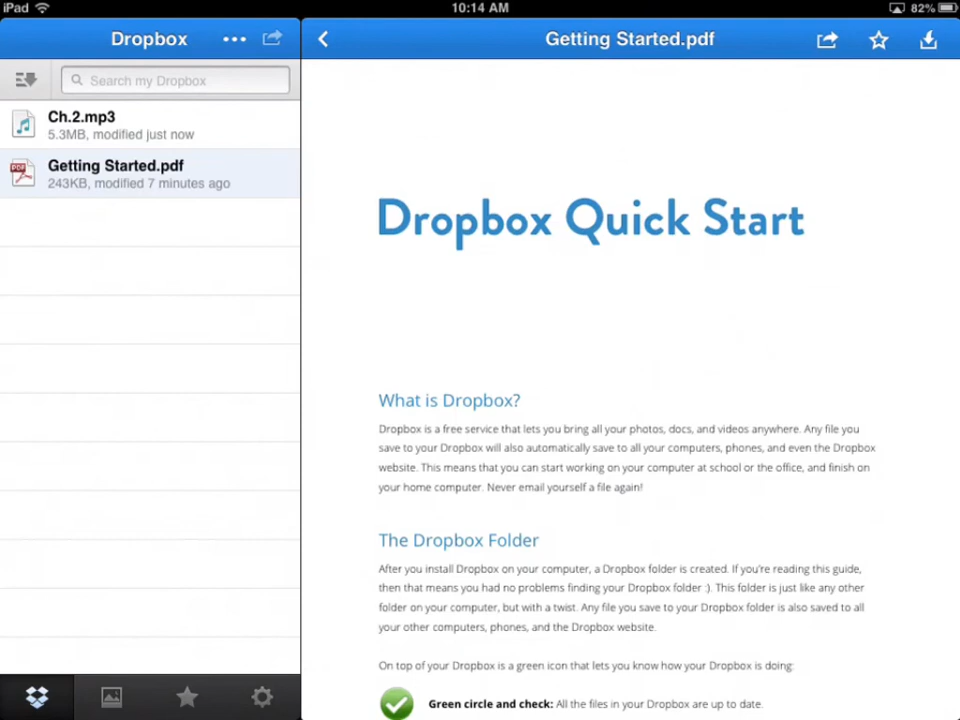 iPad 10:14 AM 82%
Dropbox
Getting Started.pdf
Search my Dropbox
Ch.2.mp3
5.3MB, modified just now
PDF
Getting Started.pdf
243KB, modified 7 minutes ago
Dropbox Quick Start
What is Dropbox?
Dropbox is a free service that lets you bring all your photos, docs, and videos anywhere. Any file you
save to your Dropbox will also automatically save to all your computers, phones, and even the Dropbox
website. This means that you can start working on your computer at school or the office, and finish on
your home computer. Never email yourself a file again!
The Dropbox Folder
After you install Dropbox on your computer, a Dropbox folder is created. If you're reading this guide,
then that means you had no problems finding your Dropbox folder :). This folder is just like any other
folder on your computer, but with a twist. Any file you save to your Dropbox folder is also saved to all
your other computers, phones, and the Dropbox website.
On top of your Dropbox is a green icon that lets you know how your Dropbox is doing:
Green circle and check: All the files in your Dropbox are up to date.